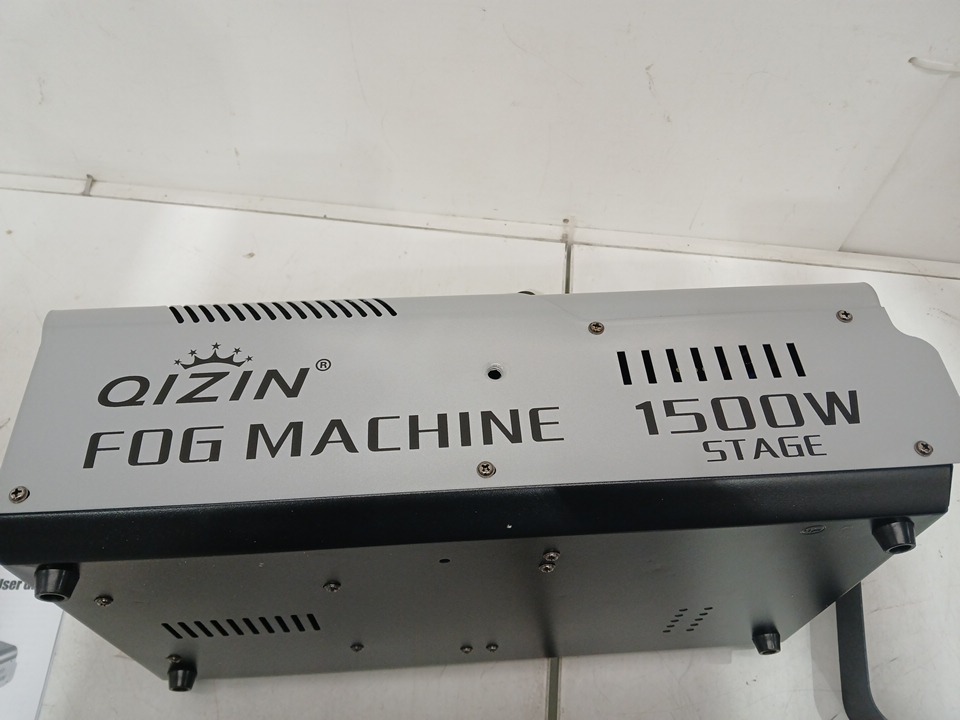 QIZIN®
FOG MACHINE
1500W
STAGE